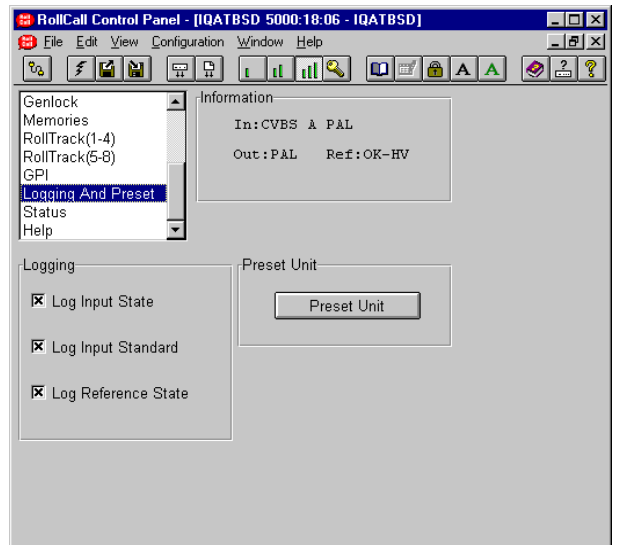 RollCall Control Panel - [IQATBSD 5000:18:06 - IQATBSD]
File Edit View Configuration Window Help
A A
Genlock
Memories
RollTrack(1-4)
RollTrack(5-8)
GPI
Logging And Preset
Status
Help
Information
In:CVBS A PAL
Out:PAL Ref:OK-HV
Logging
Log Input State
Log Input Standard
Log Reference State
Preset Unit
Preset Unit